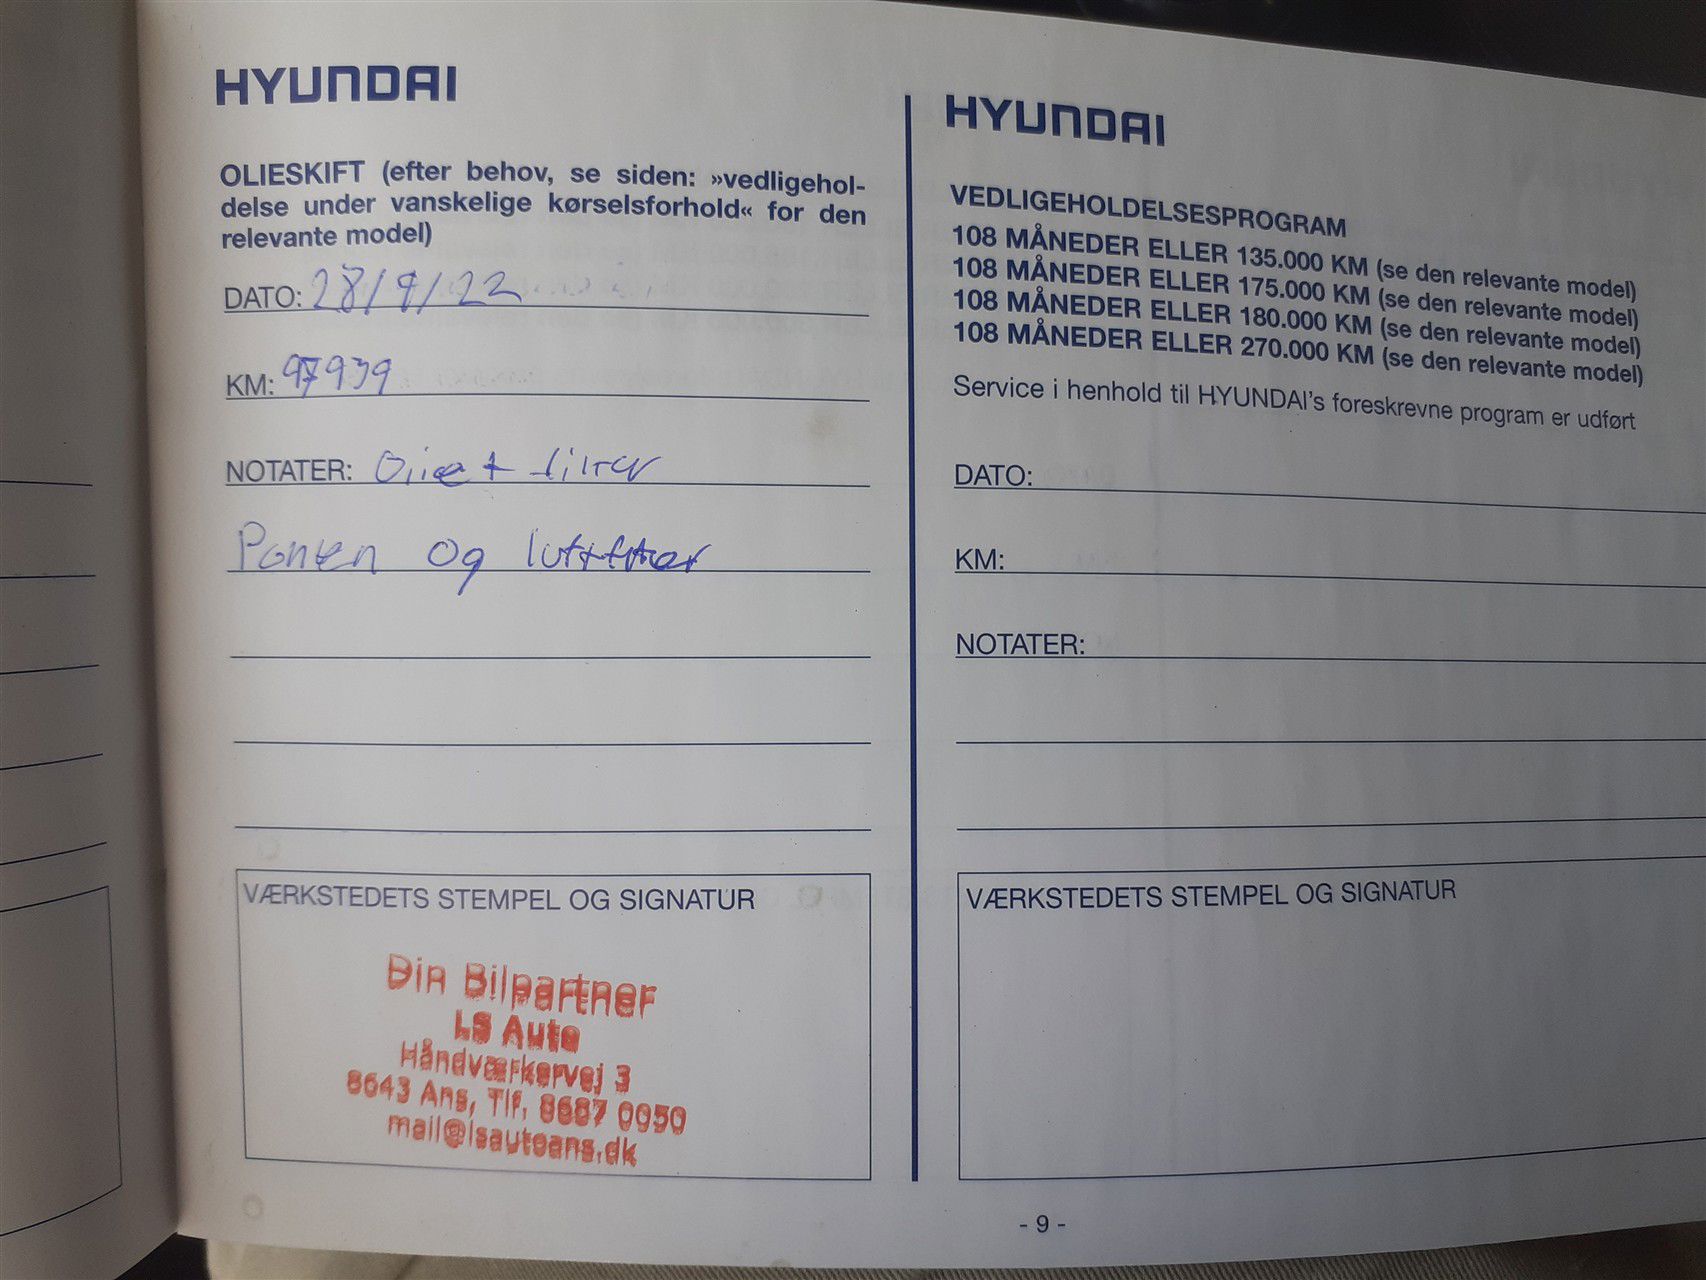 HYUNDAI
OLIESKIFT (efter behov, se siden: »vedligehol-
delse under vanskelige kørselsforhold« for den
relevante model)
DATO: 28/9/22
KM: 97939
NOTATER: Olie + filter
Pollen og luftfilter
VÆRKSTEDETS STEMPEL OG SIGNATUR
Din Bilpartner
LS Auto
Håndværkervej 3
8643 Ans, Tlf. 8687 0050
mail@lsautoans.dk
HYUNDAI
VEDLIGEHOLDELSESPROGRAM
108 MÅNEDER ELLER 135.000 KM (se den relevante model)
108 MÅNEDER ELLER 175.000 KM (se den relevante model)
108 MÅNEDER ELLER 180.000 KM (se den relevante model)
108 MÅNEDER ELLER 270.000 KM (se den relevante model)
Service i henhold til HYUNDAI's foreskrevne program er udført
DATO:
KM:
NOTATER:
VÆRKSTEDETS STEMPEL OG SIGNATUR
- 9 -